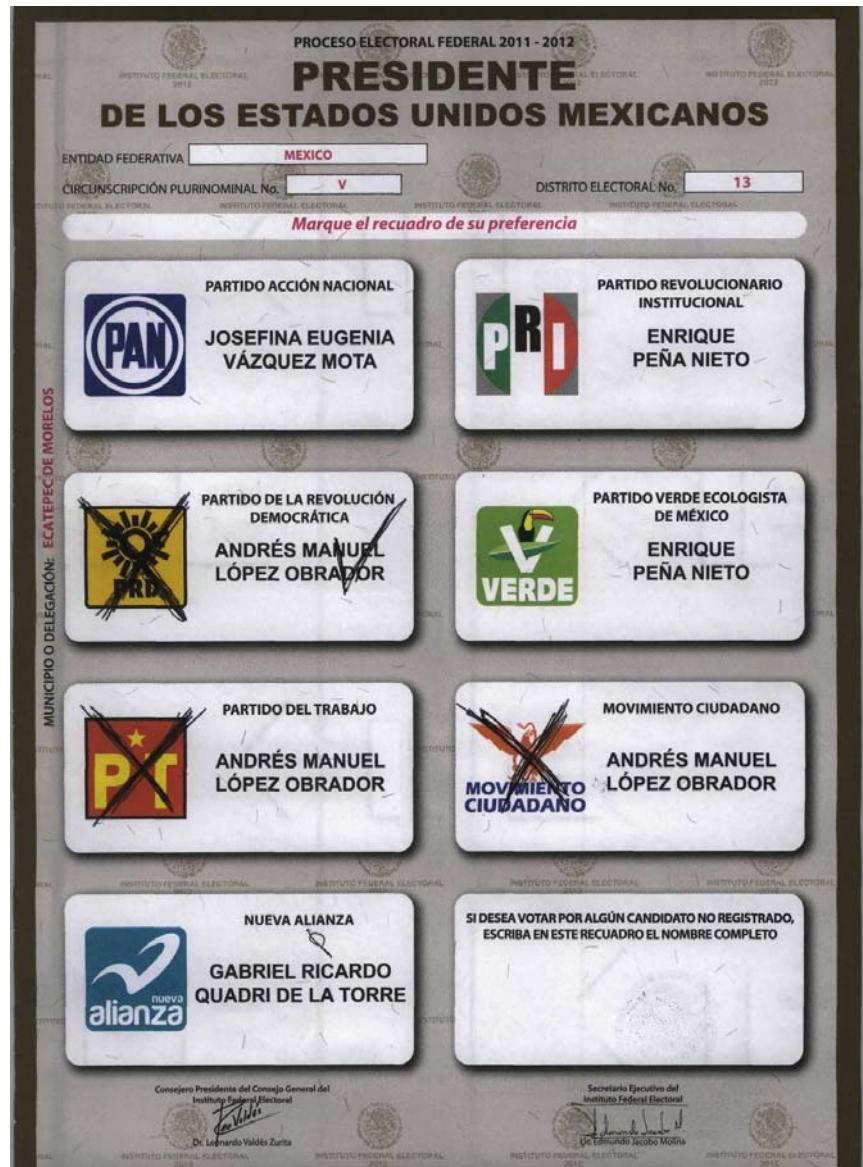 PROCESO ELECTORAL FEDERAL 2011 - 2012
PRESIDENTE
DE LOS ESTADOS UNIDOS MEXICANOS
ENTIDAD FEDERATIVA MEXICO
CIRCUNSCRIPCIÓN PLURINOMINAL No. V
DISTRITO ELECTORAL No. 13
Marque el recuadro de su preferencia
MUNICIPIO O DELEGACIÓN: ECATEPEC DE MORELOS
PAN
PARTIDO ACCIÓN NACIONAL
JOSEFINA EUGENIA
VÁZQUEZ MOTA
PRI
PARTIDO REVOLUCIONARIO
INSTITUCIONAL
ENRIQUE
PEÑA NIETO
PRD
PARTIDO DE LA REVOLUCIÓN
DEMOCRÁTICA
ANDRÉS MANUEL
LÓPEZ OBRADOR
VERDE
PARTIDO VERDE ECOLOGISTA
DE MÉXICO
ENRIQUE
PEÑA NIETO
PT
PARTIDO DEL TRABAJO
ANDRÉS MANUEL
LÓPEZ OBRADOR
MOVIMIENTO
CIUDADANO
MOVIMIENTO CIUDADANO
ANDRÉS MANUEL
LÓPEZ OBRADOR
nueva
alianza
NUEVA ALIANZA
GABRIEL RICARDO
QUADRI DE LA TORRE
SI DESEA VOTAR POR ALGÚN CANDIDATO NO REGISTRADO,
ESCRIBA EN ESTE RECUADRO EL NOMBRE COMPLETO
Consejero Presidente del Consejo General del
Instituto Federal Electoral
Dr. Leonardo Valdés Zurita
Secretario Ejecutivo del
Instituto Federal Electoral
Lic. Edmundo Jacobo Molina
INSTITUTO FEDERAL ELECTORAL
2012